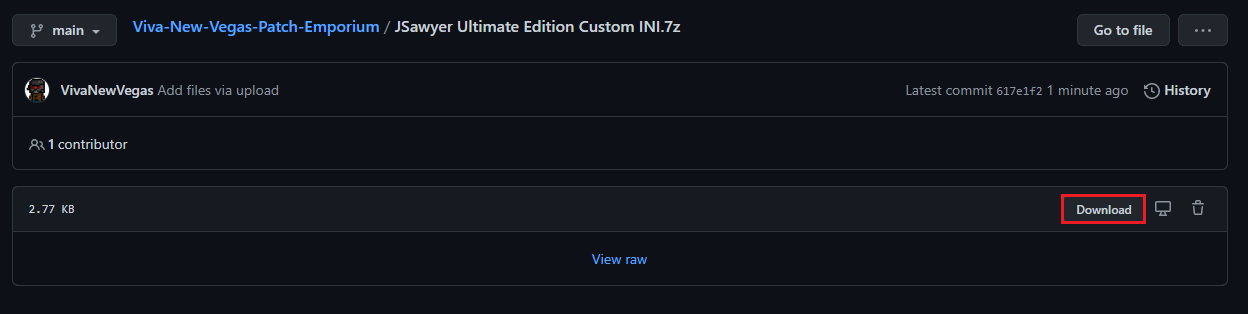 main Viva-New-Vegas-Patch-Emporium / JSawyer Ultimate Edition Custom INI.7z Go to file ...
VivaNewVegas Add files via upload Latest commit 617e1f2 1 minute ago History
1 contributor
2.77 KB Download
View raw